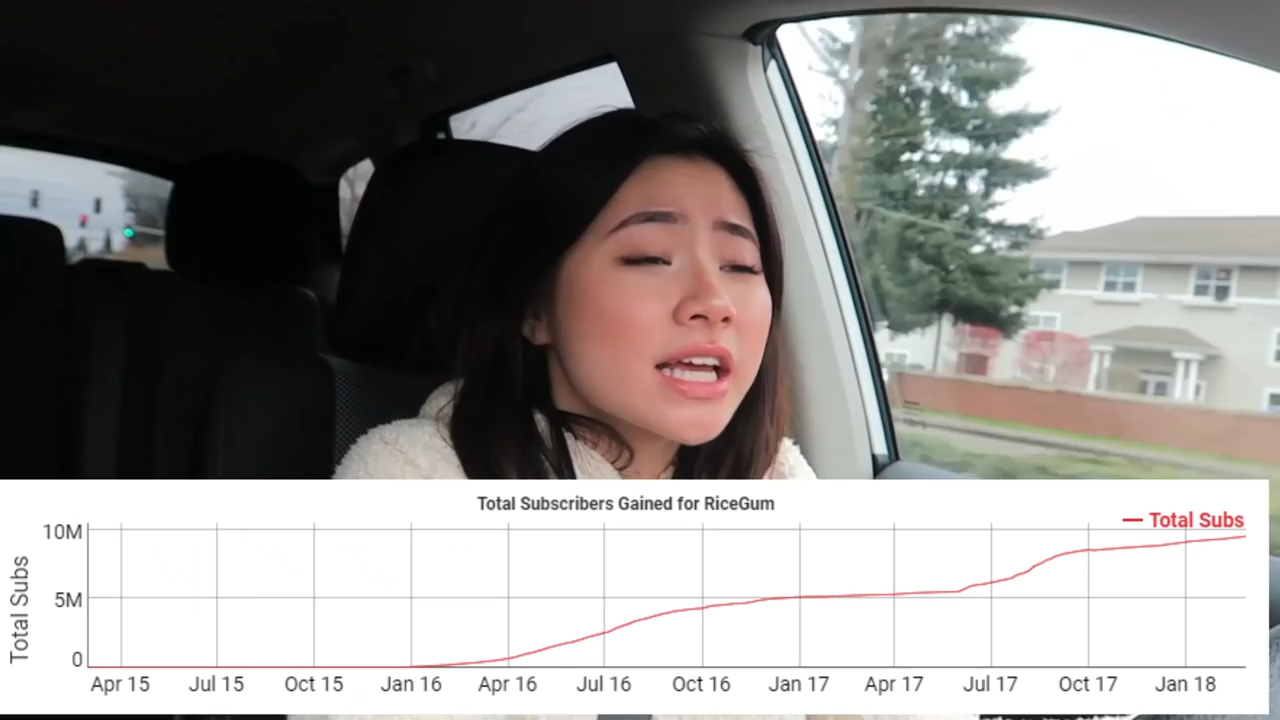 Total Subscribers Gained for RiceGum
Total Subs
10M
5M
0
Total Subs
Apr 15 Jul 15 Oct 15 Jan 16 Apr 16 Jul 16 Oct 16 Jan 17 Apr 17 Jul 17 Oct 17 Jan 18